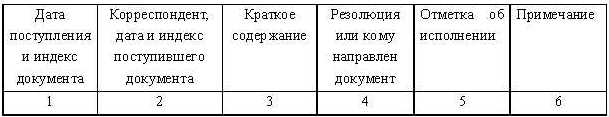 Дата
поступления
и индекс
документа
Корреспондент,
дата и индекс
поступившего
документа
Краткое
содержание
Резолюция
или кому
направлен
документ
Отметка об
исполнении
Примечание
1 2 3 4 5 6